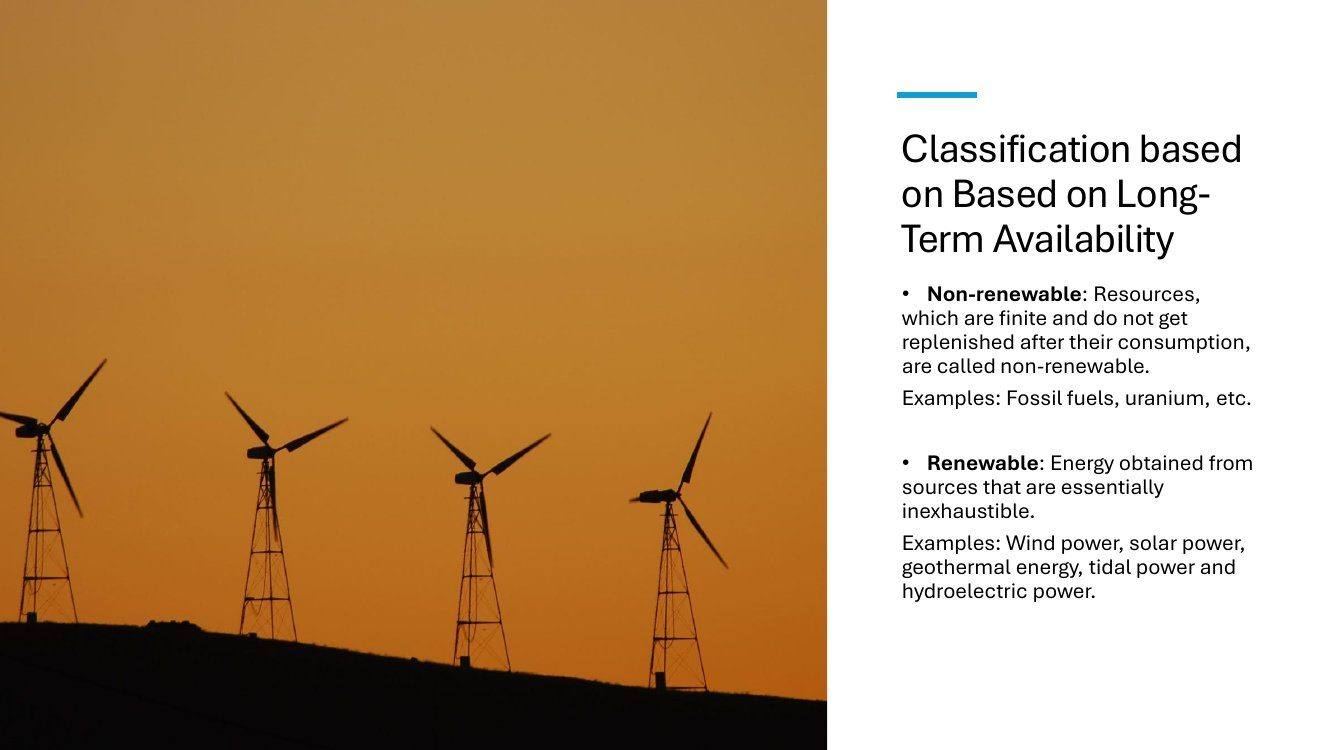 Classification based
on Based on Long-
Term Availability
• Non-renewable: Resources,
which are finite and do not get
replenished after their consumption,
are called non-renewable.
Examples: Fossil fuels, uranium, etc.
• Renewable: Energy obtained from
sources that are essentially
inexhaustible.
Examples: Wind power, solar power,
geothermal energy, tidal power and
hydroelectric power.